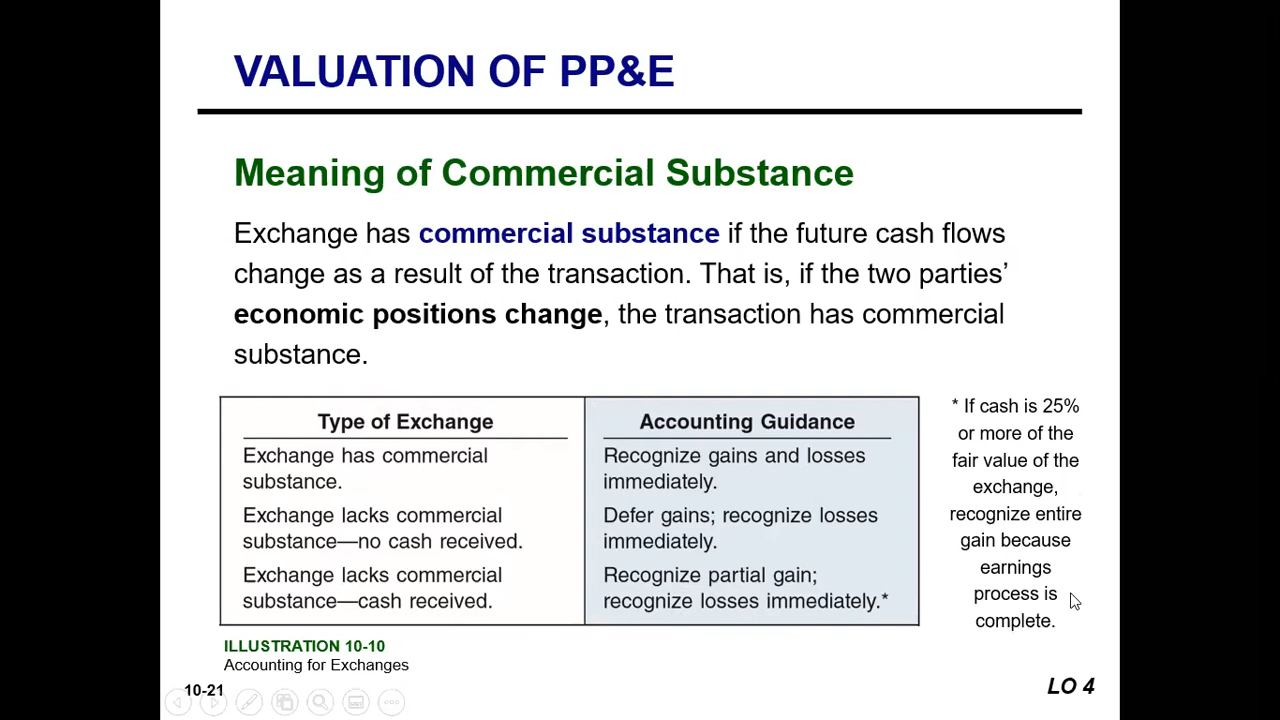 VALUATION OF PP&E
Meaning of Commercial Substance
Exchange has commercial substance if the future cash flows
change as a result of the transaction. That is, if the two parties’
economic positions change, the transaction has commercial
substance.
Type of Exchange
Accounting Guidance
Exchange has commercial
substance.
Recognize gains and losses
immediately.
Exchange lacks commercial
substance—no cash received.
Defer gains; recognize losses
immediately.
Exchange lacks commercial
substance—cash received.
Recognize partial gain;
recognize losses immediately.*
* If cash is 25%
or more of the
fair value of the
exchange,
recognize entire
gain because
earnings
process is
complete.
ILLUSTRATION 10-10
Accounting for Exchanges
10-21
LO 4